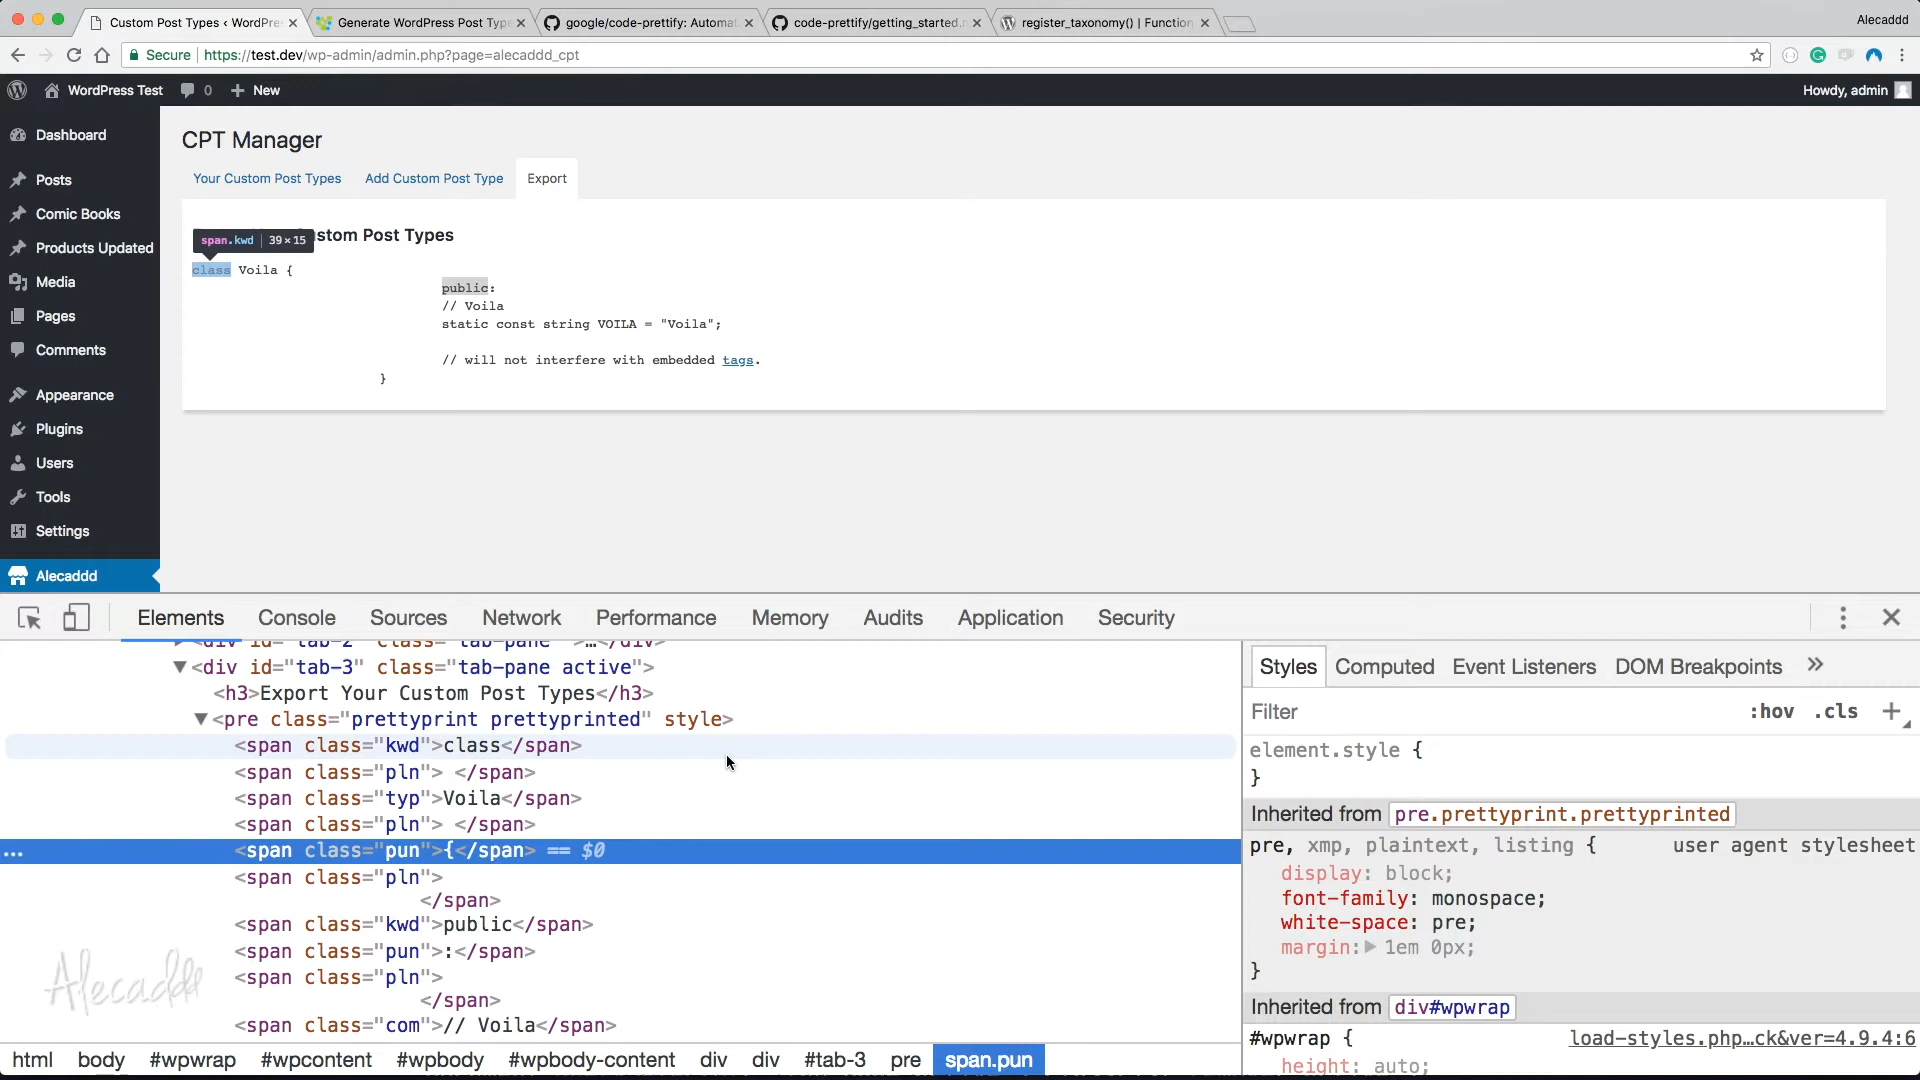 Custom Post Types ‹ WordPre
Generate WordPress Post Type
google/code-prettify: Automat
code-prettify/getting_started.m
register_taxonomy() | Function
Alecaddd
Secure
https://test.dev/wp-admin/admin.php?page=alecaddd_cpt
WordPress Test
0
New
Howdy, admin
Dashboard
Posts
Comic Books
Products Updated
Media
Pages
Comments
Appearance
Plugins
Users
Tools
Settings
Alecaddd
CPT Manager
Your Custom Post Types
Add Custom Post Type
Export
span.kwd | 39×15
stom Post Types
class Voila {
public:
// Voila
static const string VOILA = "Voila";
// will not interfere with embedded tags.
}
Elements
Console
Sources
Network
Performance
Memory
Audits
Application
Security
<div id="tab-2" class="tab-pane">…</div>
<div id="tab-3" class="tab-pane active">
<h3>Export Your Custom Post Types</h3>
<pre class="prettyprint prettyprinted" style>
<span class="kwd">class</span>
<span class="pln"> </span>
<span class="typ">Voila</span>
<span class="pln"> </span>
… <span class="pun">{</span> == $0
<span class="pln">
</span>
<span class="kwd">public</span>
<span class="pun">:</span>
<span class="pln">
</span>
<span class="com">// Voila</span>
Alecaddd
html body #wpwrap #wpcontent #wpbody #wpbody-content div div #tab-3 pre span.pun
Styles
Computed
Event Listeners
DOM Breakpoints
»
Filter
:hov .cls +
element.style {
}
Inherited from pre.prettyprint.prettyprinted
pre, xmp, plaintext, listing { user agent stylesheet
display: block;
font-family: monospace;
white-space: pre;
margin: 1em 0px;
}
Inherited from div#wpwrap
#wpwrap { load-styles.php…ck&ver=4.9.4:6
height: auto;